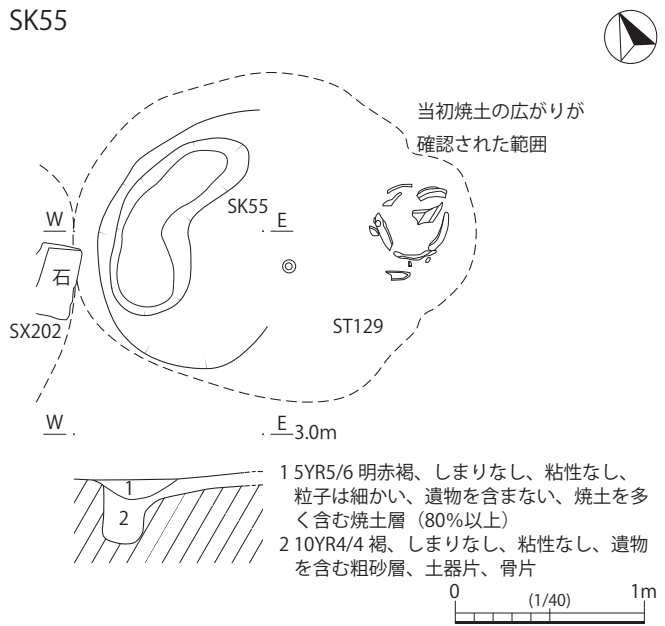 SK55
当初焼土の広がりが
確認された範囲
SK55
W
E
石
SX202
ST129
W
E
3.0m
1
2
1 5YR5/6 明赤褐、しまりなし、粘性なし、
粒子は細かい、遺物を含まない、焼土を多
く含む焼土層（80%以上）
2 10YR4/4 褐、しまりなし、粘性なし、遺物
を含む粗砂層、土器片、骨片
0
(1/40)
1m